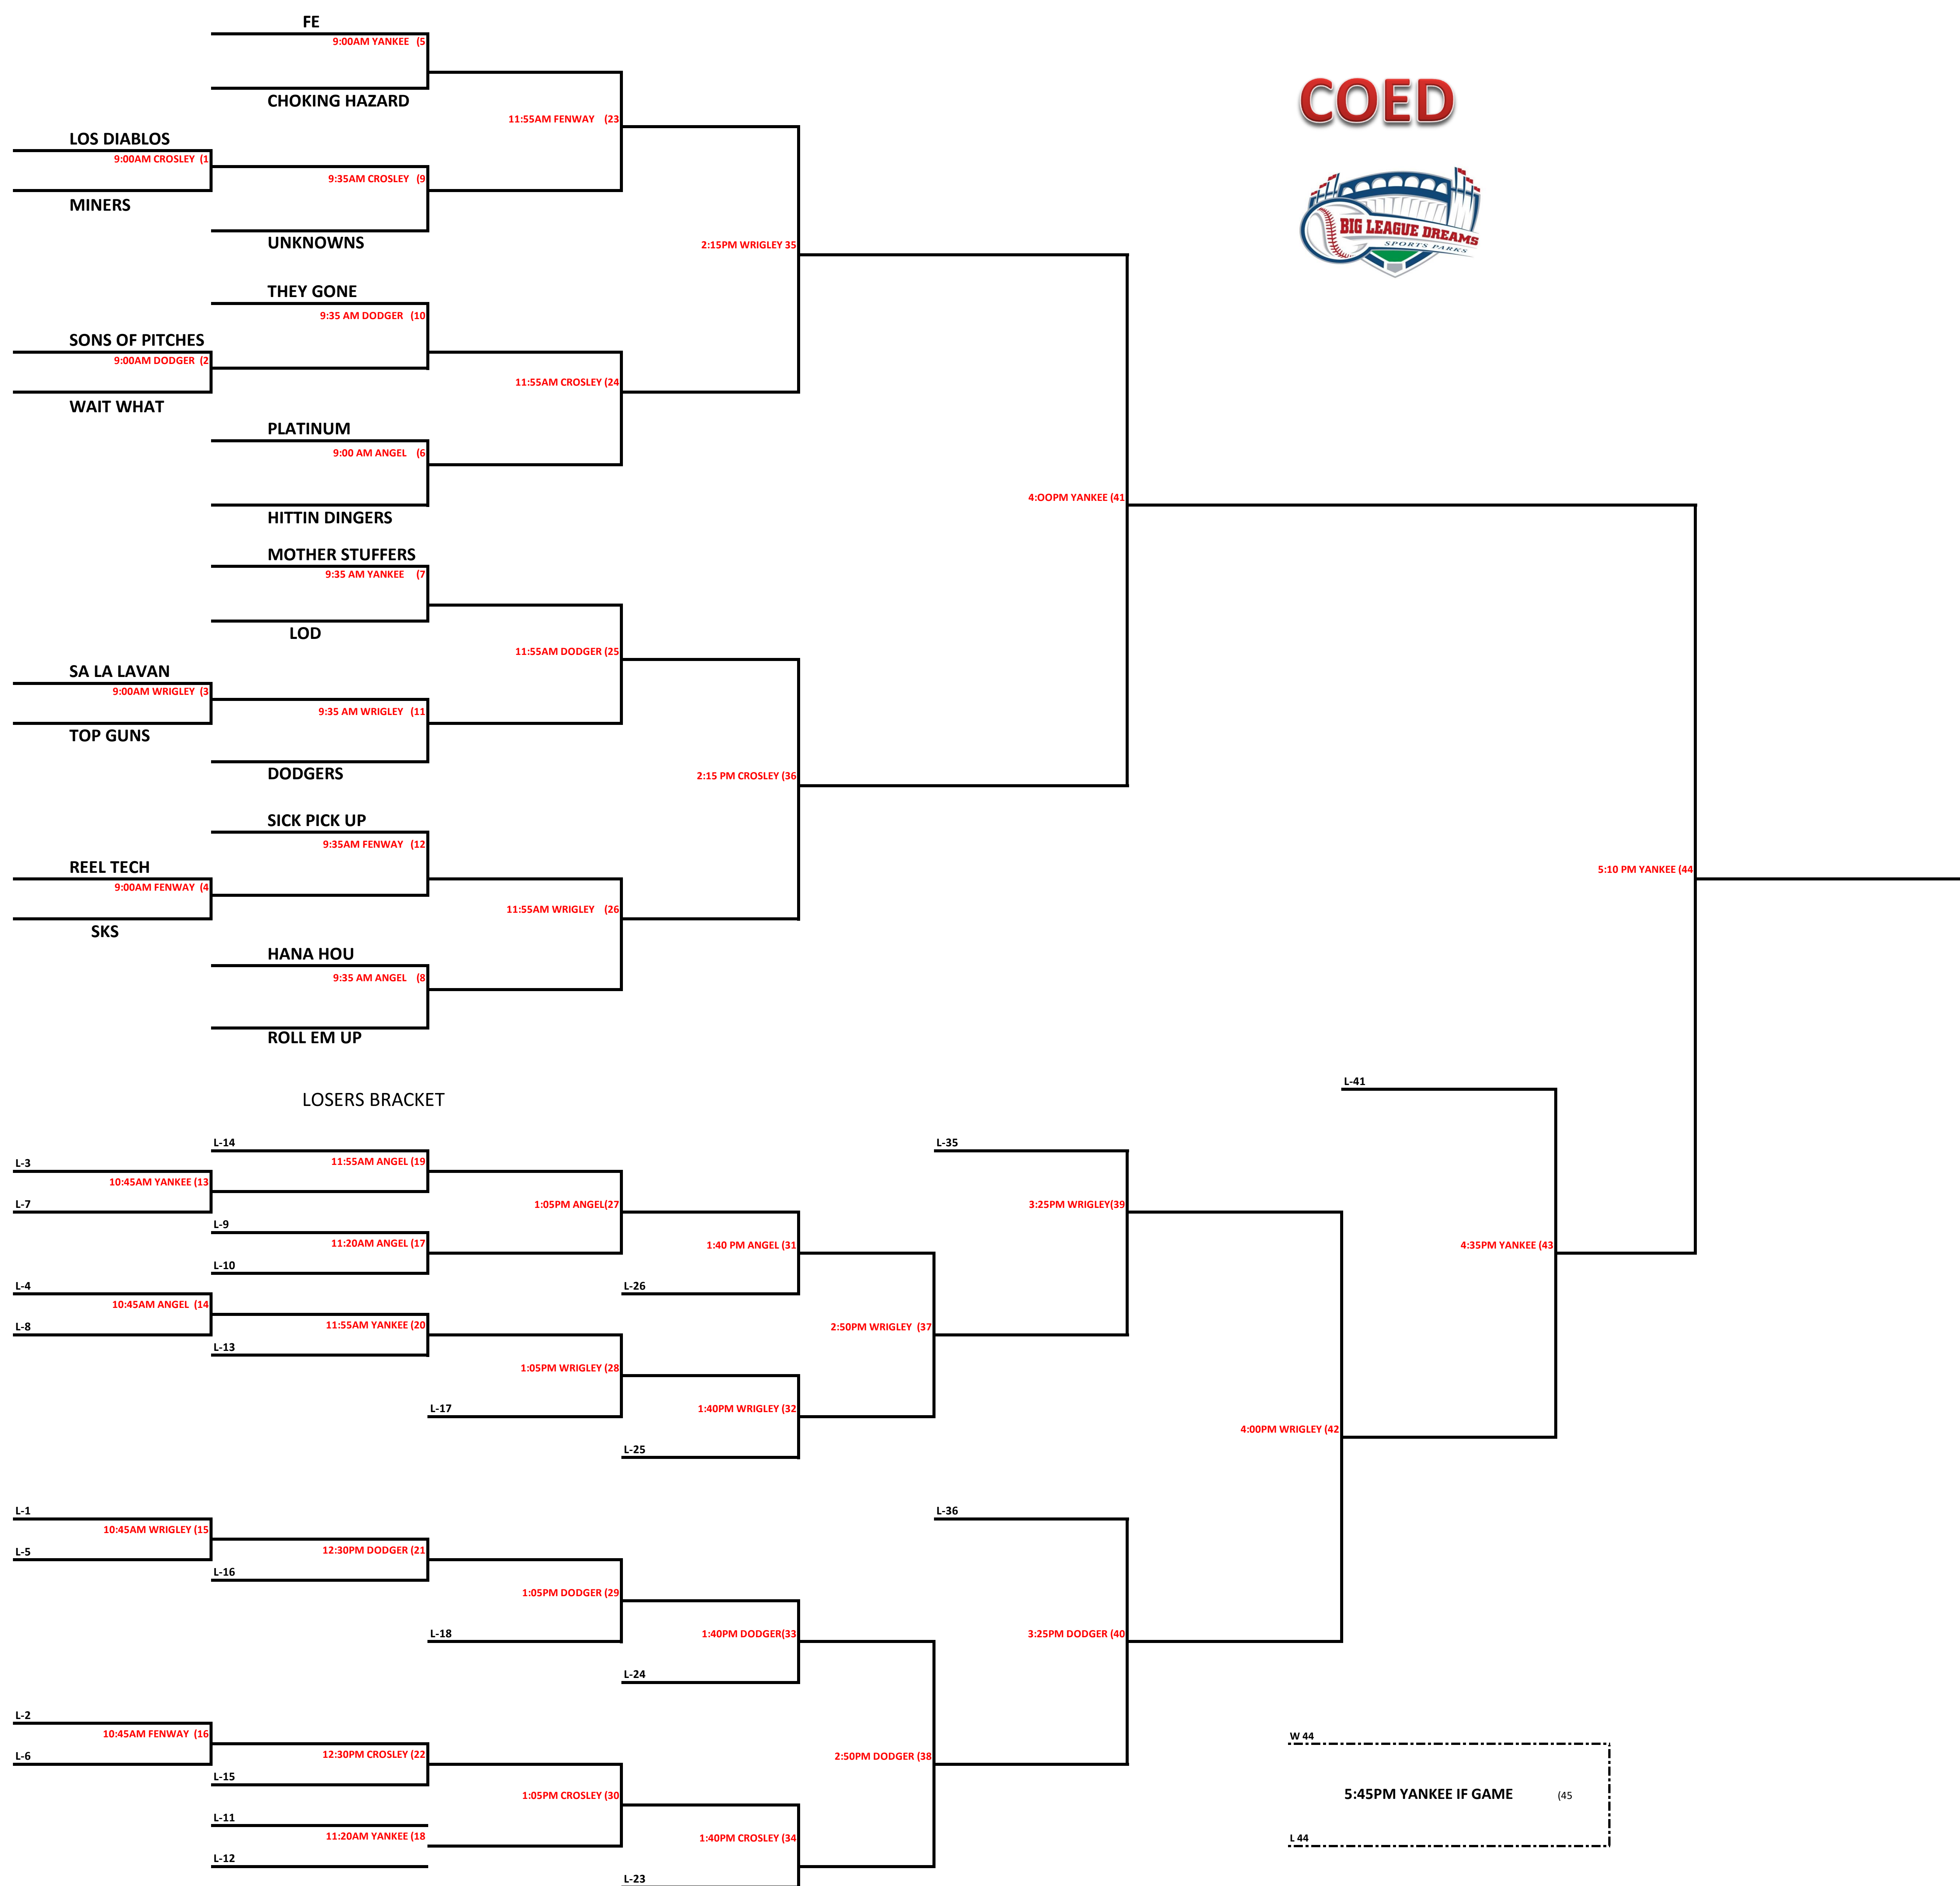 FE
9:00AM YANKEE (5
CHOKING HAZARD
COED
11:55AM FENWAY (23
LOS DIABLOS
9:00AM CROSLEY (1
9:35AM CROSLEY (9
MINERS
BIG LEAGUE DREAMS
SPORTS PARKS
UNKNOWNS
2:15PM WRIGLEY 35
THEY GONE
9:35 AM DODGER (10
SONS OF PITCHES
9:00AM DODGER (2
11:55AM CROSLEY (24
WAIT WHAT
PLATINUM
9:00 AM ANGEL (6
4:OOPM YANKEE (41
HITTIN DINGERS
MOTHER STUFFERS
9:35 AM YANKEE (7
LOD
11:55AM DODGER (25
SA LA LAVAN
9:00AM WRIGLEY (3
9:35 AM WRIGLEY (11
TOP GUNS
DODGERS
2:15 PM CROSLEY (36
SICK PICK UP
9:35AM FENWAY (12
REEL TECH
5:10 PM YANKEE (44
9:00AM FENWAY (4
11:55AM WRIGLEY (26
SKS
HANA HOU
9:35 AM ANGEL (8
ROLL EM UP
L-41
LOSERS BRACKET
L-14
L-35
L-3
11:55AM ANGEL (19
10:45AM YANKEE (13
L-7
1:05PM ANGEL(27
3:25PM WRIGLEY(39
L-9
11:20AM ANGEL (17
1:40 PM ANGEL (31
4:35PM YANKEE (43
L-10
L-4
L-26
10:45AM ANGEL (14
L-8
11:55AM YANKEE (20
2:50PM WRIGLEY (37
L-13
1:05PM WRIGLEY (28
L-17
1:40PM WRIGLEY (32
4:00PM WRIGLEY (42
L-25
L-1
L-36
10:45AM WRIGLEY (15
L-5
12:30PM DODGER (21
L-16
1:05PM DODGER (29
L-18
1:40PM DODGER(33
3:25PM DODGER (40
L-24
L-2
10:45AM FENWAY (16
W 44
L-6
12:30PM CROSLEY (22
2:50PM DODGER (38
L-15
1:05PM CROSLEY (30
5:45PM YANKEE IF GAME (45
L-11
11:20AM YANKEE (18
1:40PM CROSLEY (34
L 44
L-12
L-23